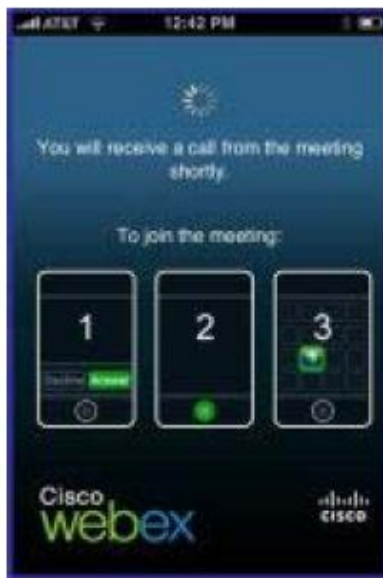 AT&T 12:42 PM
You will receive a call from the meeting
shortly.
To join the meeting:
1 2 3
Decline Answer
Cisco
webex
CISCO